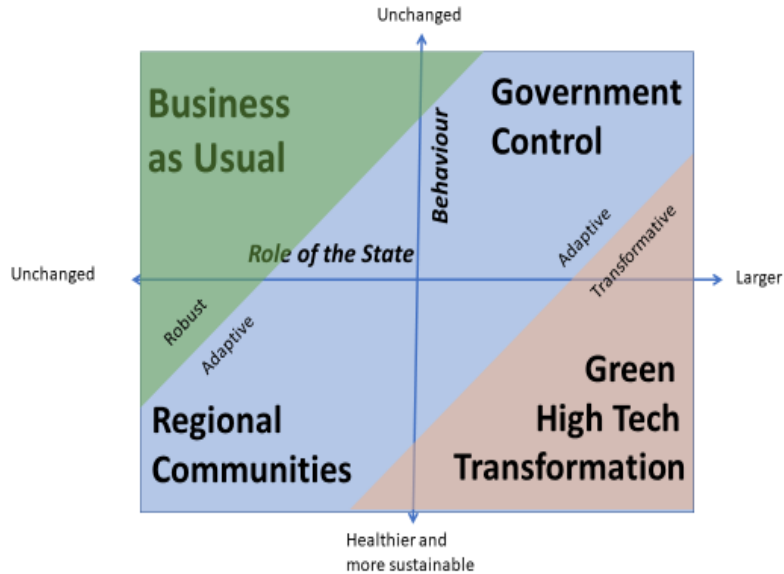 Unchanged
Business
as Usual
Government
Control
Behaviour
Role of the State
Unchanged
Larger
Adaptive
Transformative
Robust
Adaptive
Regional
Communities
Green
High Tech
Transformation
Healthier and
more sustainable